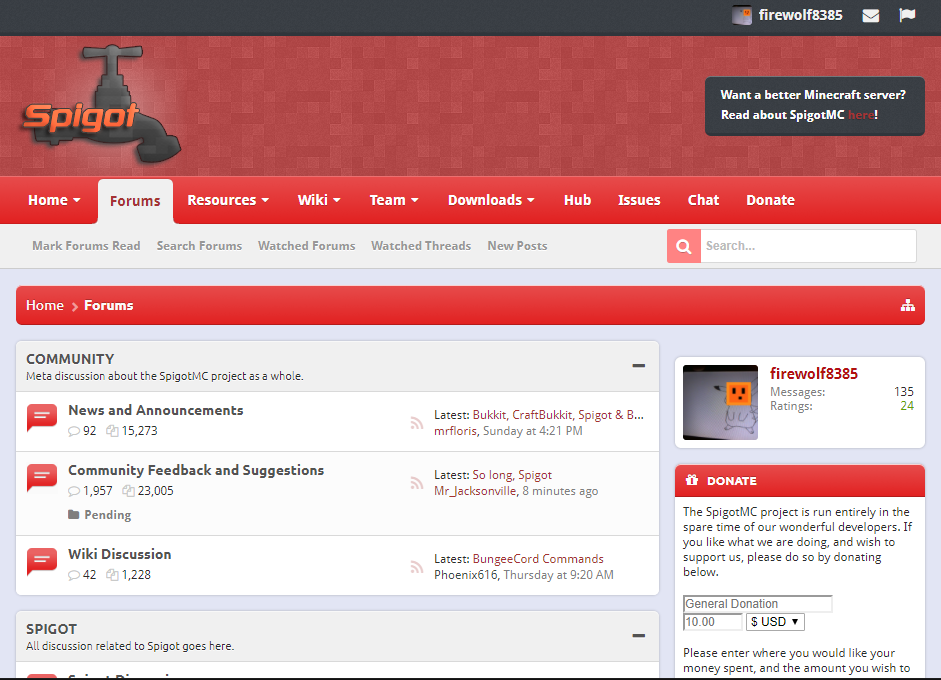 firewolf8385
Spigot
Want a better Minecraft server?
Read about SpigotMC here!
Home Forums Resources Wiki Team Downloads Hub Issues Chat Donate
Mark Forums Read Search Forums Watched Forums Watched Threads New Posts Search...
Home Forums
COMMUNITY
Meta discussion about the SpigotMC project as a whole.
News and Announcements
92 15,273
Latest: Bukkit, CraftBukkit, Spigot & B...
mrfloris, Sunday at 4:21 PM
Community Feedback and Suggestions
1,957 23,005
Pending
Latest: So long, Spigot
Mr_Jacksonville, 8 minutes ago
Wiki Discussion
42 1,228
Latest: BungeeCord Commands
Phoenix616, Thursday at 9:20 AM
SPIGOT
All discussion related to Spigot goes here.
firewolf8385
Messages: 135
Ratings: 24
DONATE
The SpigotMC project is run entirely in the
spare time of our wonderful developers. If
you like what we are doing, and wish to
support us, please do so by donating
below.
General Donation
10.00 $ USD ▼
Please enter where you would like your
money spent, and the amount you wish to